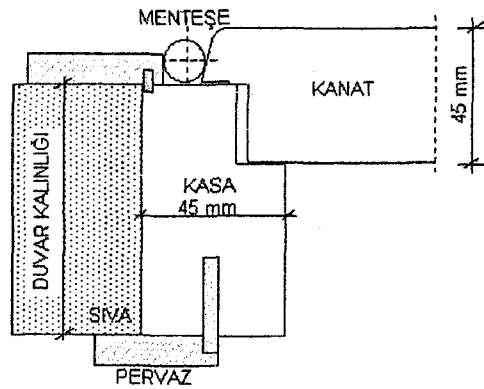 MENTEŞE
KANAT
45 mm
DUVAR KALINLIĞI
KASA
45 mm
SIVA
PERVAZ